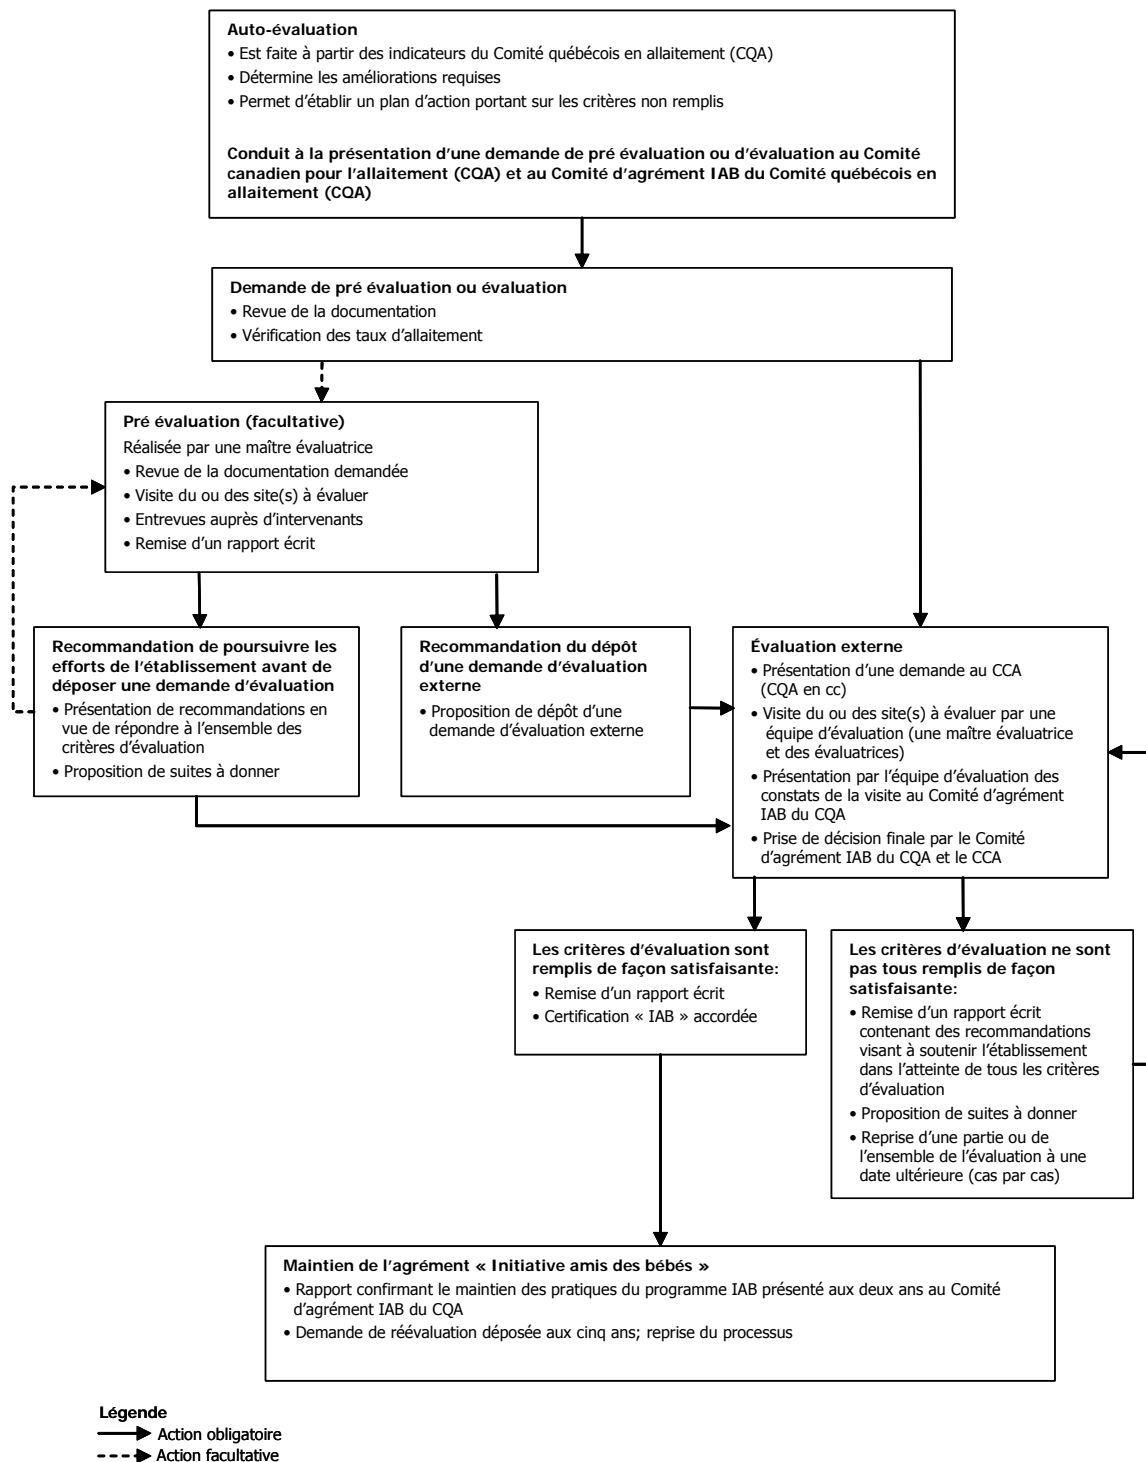 Auto-évaluation
• Est faite à partir des indicateurs du Comité québécois en allaitement (CQA)
• Détermine les améliorations requises
• Permet d'établir un plan d'action portant sur les critères non remplis
Conduit à la présentation d'une demande de pré évaluation ou d'évaluation au Comité
canadien pour l'allaitement (CQA) et au Comité d'agrément IAB du Comité québécois en
allaitement (CQA)
Demande de pré évaluation ou évaluation
• Revue de la documentation
• Vérification des taux d'allaitement
Pré évaluation (facultative)
Réalisée par une maître évaluatrice
• Revue de la documentation demandée
• Visite du ou des site(s) à évaluer
• Entrevues auprès d'intervenants
• Remise d'un rapport écrit
Recommandation de poursuivre les
efforts de l'établissement avant de
déposer une demande d'évaluation
• Présentation de recommandations en
vue de répondre à l'ensemble des
critères d'évaluation
• Proposition de suites à donner
Recommandation du dépôt
d'une demande d'évaluation
externe
• Proposition de dépôt d'une
demande d'évaluation externe
Évaluation externe
• Présentation d'une demande au CCA
(CQA en cc)
• Visite du ou des site(s) à évaluer par une
équipe d'évaluation (une maître évaluatrice
et des évaluatrices)
• Présentation par l'équipe d'évaluation des
constats de la visite au Comité d'agrément
IAB du CQA
• Prise de décision finale par le Comité
d'agrément IAB du CQA et le CCA
Les critères d'évaluation sont
remplis de façon satisfaisante:
• Remise d'un rapport écrit
• Certification « IAB » accordée
Les critères d'évaluation ne sont
pas tous remplis de façon
satisfaisante:
• Remise d'un rapport écrit
contenant des recommandations
visant à soutenir l'établissement
dans l'atteinte de tous les critères
d'évaluation
• Proposition de suites à donner
• Reprise d'une partie ou de
l'ensemble de l'évaluation à une
date ultérieure (cas par cas)
Maintien de l'agrément « Initiative amis des bébés »
• Rapport confirmant le maintien des pratiques du programme IAB présenté aux deux ans au Comité
d'agrément IAB du CQA
• Demande de réévaluation déposée aux cinq ans; reprise du processus
Légende
Action obligatoire
Action facultative